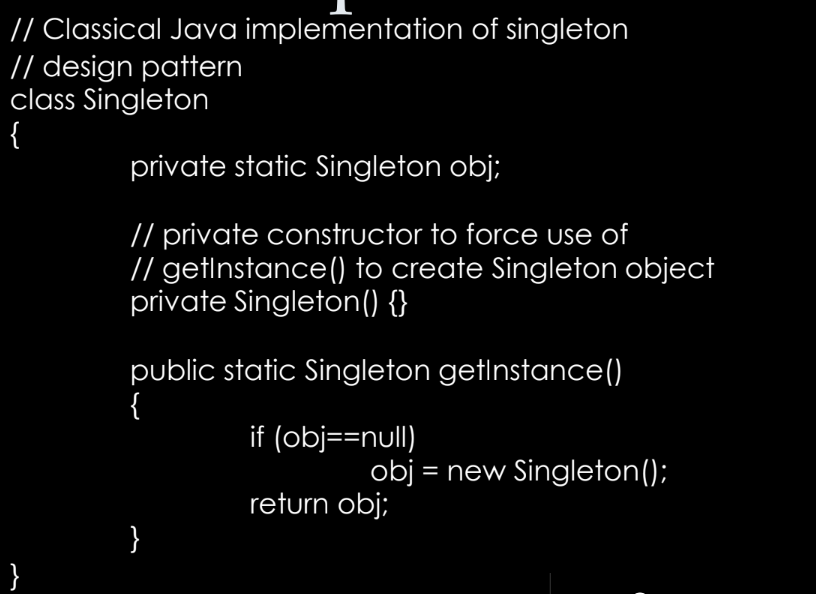 // Classical Java implementation of singleton
// design pattern
class Singleton
{
private static Singleton obj;
// private constructor to force use of
// getInstance() to create Singleton object
private Singleton() {}
public static Singleton getInstance()
{
if (obj==null)
obj = new Singleton();
return obj;
}
}